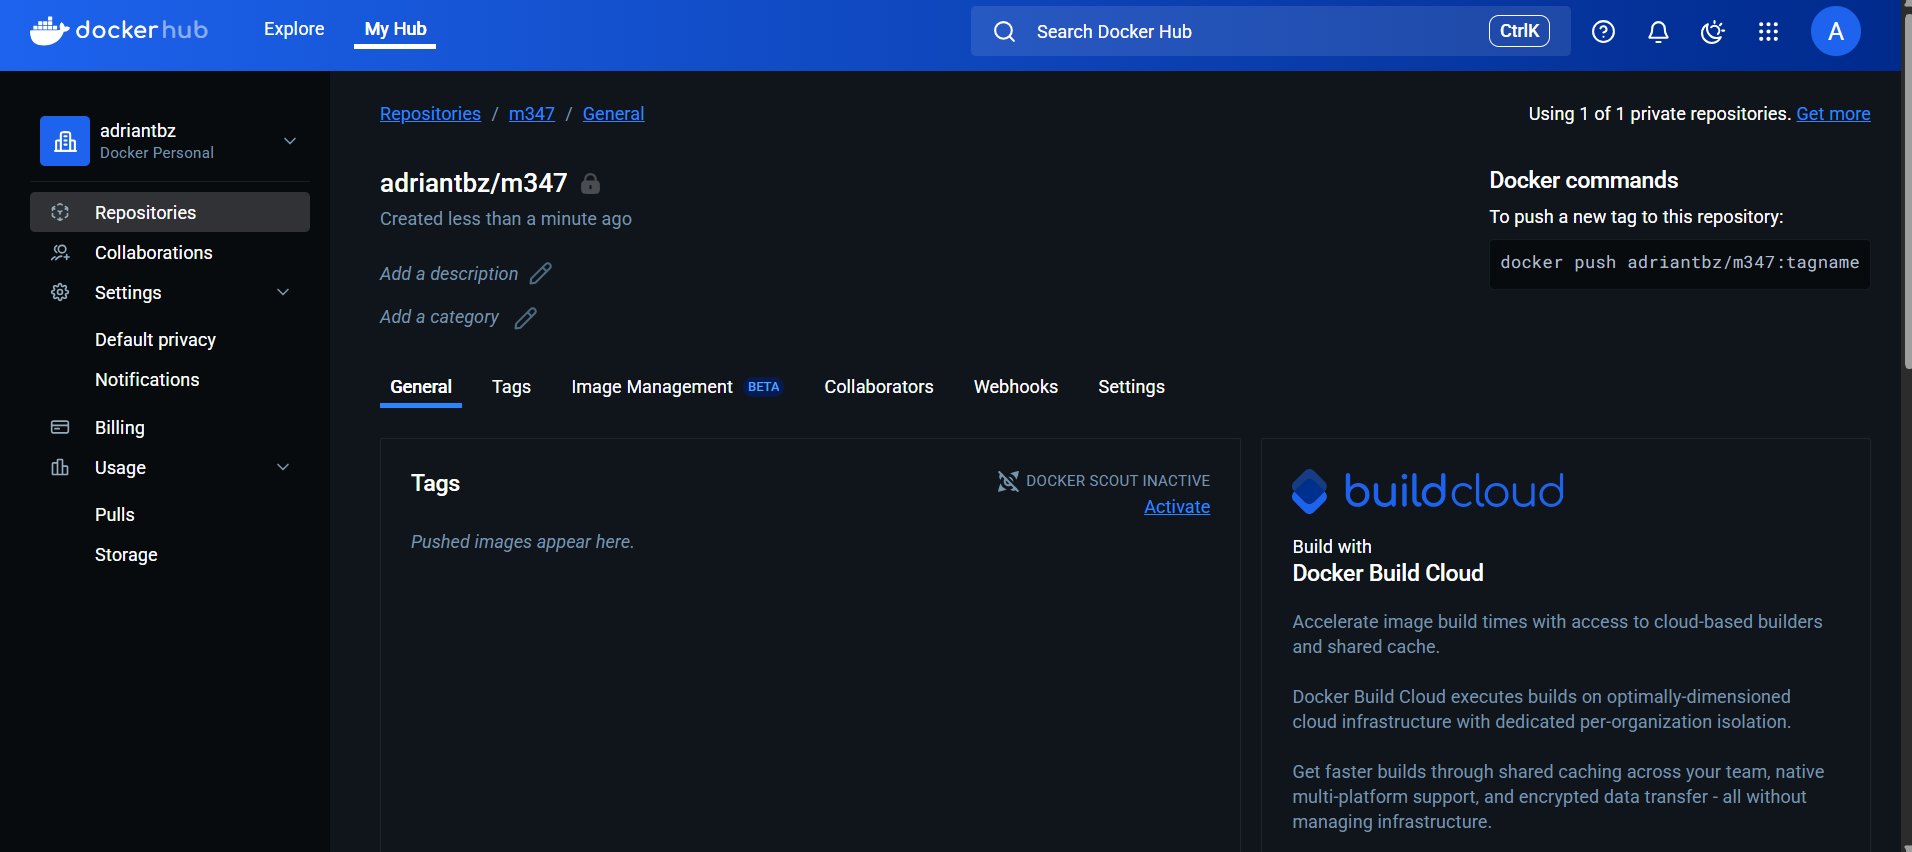 dockerhub
Explore
My Hub
Search Docker Hub
CtrlK
A
adriantbz
Docker Personal
Repositories
Collaborations
Settings
Default privacy
Notifications
Billing
Usage
Pulls
Storage
Repositories / m347 / General
Using 1 of 1 private repositories. Get more
adriantbz/m347
Created less than a minute ago
Add a description
Add a category
Docker commands
To push a new tag to this repository:
docker push adriantbz/m347:tagname
General
Tags
Image Management BETA
Collaborators
Webhooks
Settings
Tags
DOCKER SCOUT INACTIVE
Activate
Pushed images appear here.
buildcloud
Build with
Docker Build Cloud
Accelerate image build times with access to cloud-based builders
and shared cache.
Docker Build Cloud executes builds on optimally-dimensioned
cloud infrastructure with dedicated per-organization isolation.
Get faster builds through shared caching across your team, native
multi-platform support, and encrypted data transfer - all without
managing infrastructure.